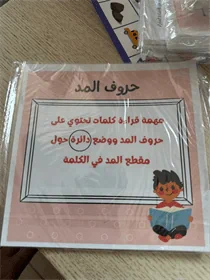 حروف المد
مهمة قراءة كلمات تحتوي على
حروف المد ووضع دائرة حول
مقطع المد في الكلمة